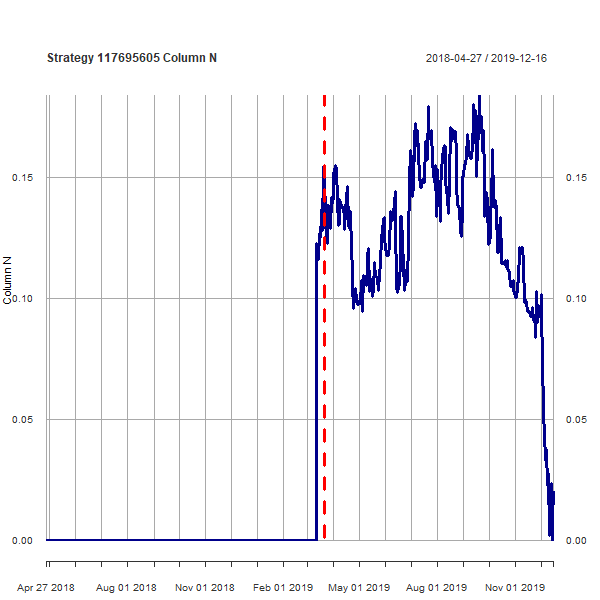 Strategy 117695605 Column N
2018-04-27 / 2019-12-16
0.15
0.15
Column N
0.10
0.10
0.05
0.05
0.00
0.00
Apr 27 2018
Aug 01 2018
Nov 01 2018
Feb 01 2019
May 01 2019
Aug 01 2019
Nov 01 2019